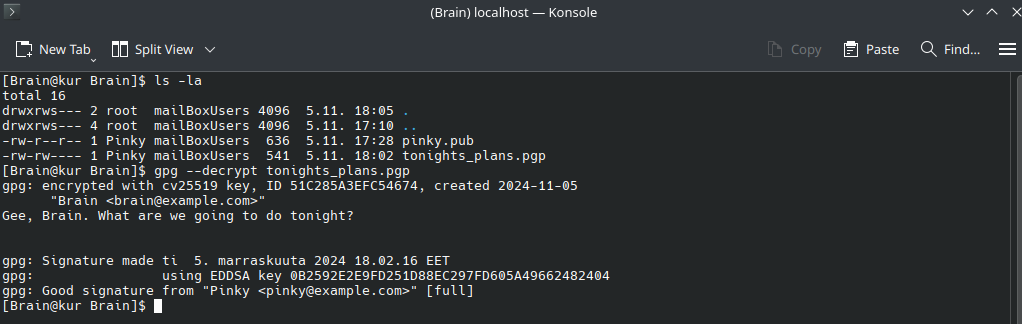 (Brain) localhost — Konsole
New Tab Split View Copy Paste Find...
[Brain@kur Brain]$ ls -la
total 16
drwxrws--- 2 root  mailBoxUsers 4096  5.11. 18:05 .
drwxrws--- 4 root  mailBoxUsers 4096  5.11. 17:10 ..
-rw-r--r-- 1 Pinky mailBoxUsers  636  5.11. 17:28 pinky.pub
-rw-rw---- 1 Pinky mailBoxUsers  541  5.11. 18:02 tonights_plans.pgp
[Brain@kur Brain]$ gpg --decrypt tonights_plans.pgp
gpg: encrypted with cv25519 key, ID 51C285A3EFC54674, created 2024-11-05
      "Brain <brain@example.com>"
Gee, Brain. What are we going to do tonight?
gpg: Signature made ti  5. marraskuuta 2024 18.02.16 EET
gpg:                using EDDSA key 0B2592E2E9FD251D88EC297FD605A49662482404
gpg: Good signature from "Pinky <pinky@example.com>" [full]
[Brain@kur Brain]$